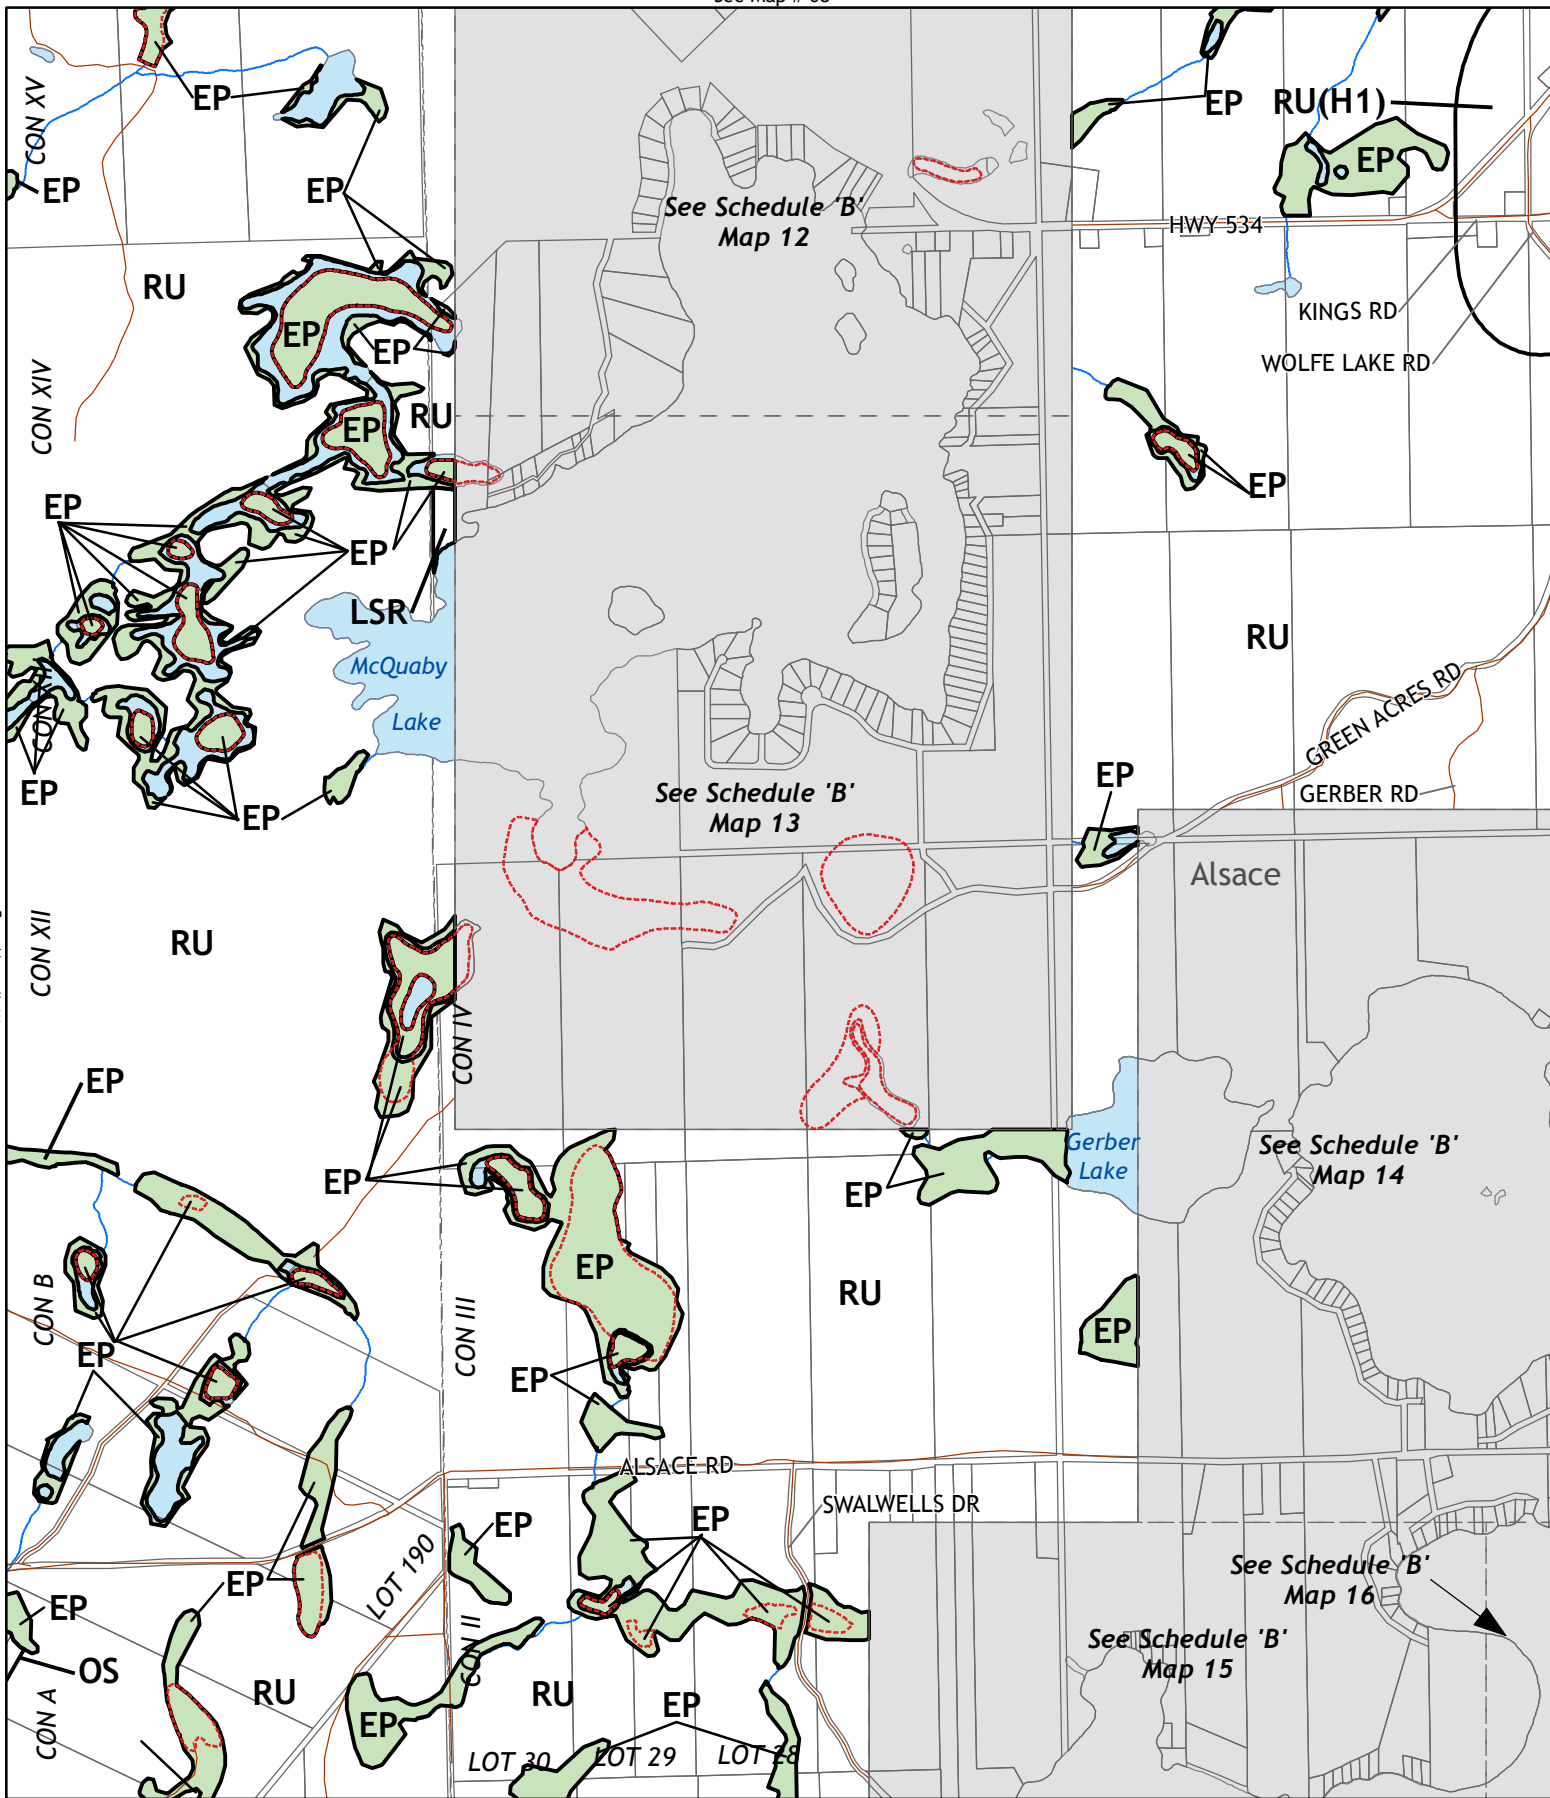 CON XV
EP
EP
RU(H1)
EP
EP
EP
EP
See Schedule 'B'
Map 12
HWY 534
RU
KINGS RD
EP
EP
WOLFE LAKE RD
CON XIV
RU
EP
EP
EP
EP
LSR
RU
McQuaby
Lake
CON XIII
GREEN ACRES RD
EP
EP
EP
See Schedule 'B'
Map 13
GERBER RD
Alsace
CON XII
RU
CON IV
EP
Gerber
Lake
See Schedule 'B'
Map 14
EP
EP
CON B
EP
RU
CON III
EP
EP
EP
ALSACE RD
SWALWELLS DR
EP
EP
LOT 190
See Schedule 'B'
Map 16
EP
EP
CON II
See Schedule 'B'
Map 15
OS
RU
RU
EP
EP
CON A
LOT 30
LOT 29
LOT 28